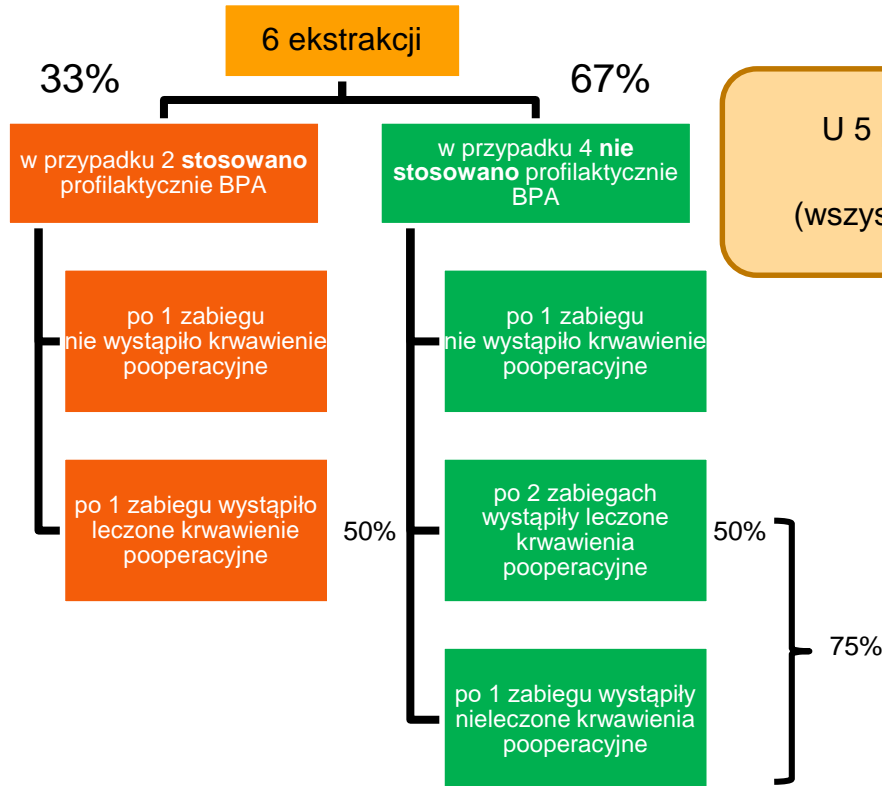 6 ekstrakcji
33%
67%
w przypadku 2 stosowano
profilaktycznie BPA
w przypadku 4 nie
stosowano profilaktycznie
BPA
U 5
(wszys
po 1 zabiegu
nie wystąpiło krwawienie
pooperacyjne
po 1 zabiegu
nie wystąpiło krwawienie
pooperacyjne
po 1 zabiegu wystąpiło
leczone krwawienie
pooperacyjne
50%
po 2 zabiegach
wystąpiły leczone
krwawienia
pooperacyjne
50%
75%
po 1 zabiegu wystąpiły
nieleczone krwawienia
pooperacyjne